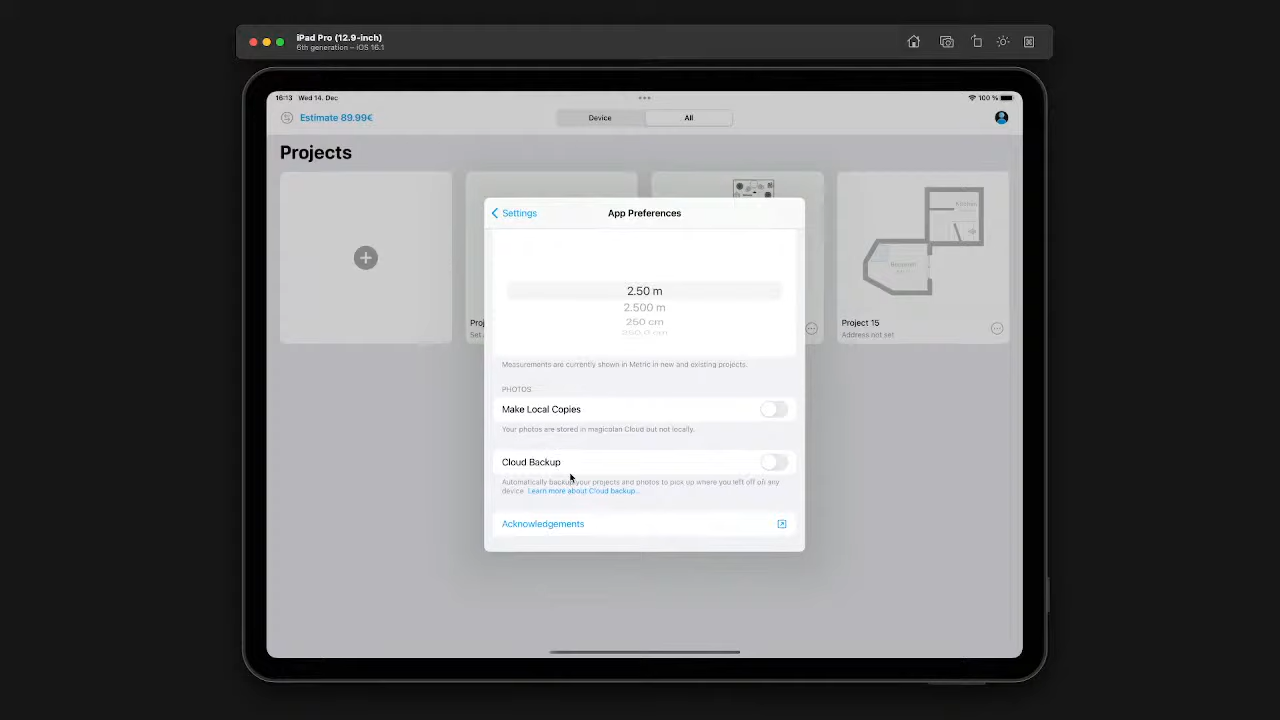 iPad Pro (12.9-inch)
6th generation – iOS 16.1
16:13 Wed 14. Dec
100 %
Estimate 89.99€
Device
All
Projects
Settings
App Preferences
2.50 m
2.500 m
250 cm
250.0 cm
Measurements are currently shown in Metric in new and existing projects.
PHOTOS
Make Local Copies
Your photos are stored in magicplan Cloud but not locally.
Cloud Backup
Automatically backup your projects and photos to pick up where you left off on any
device. Learn more about Cloud backup...
Acknowledgements
Kitchen
Project 15
Address not set